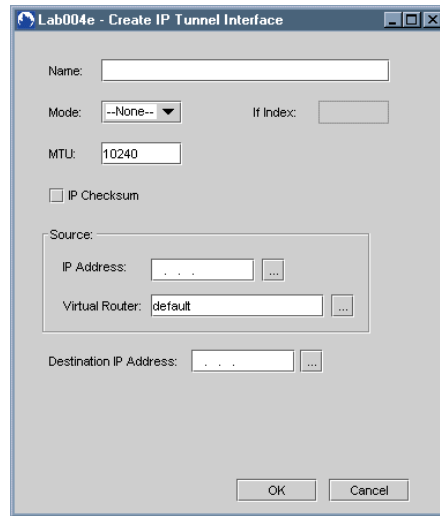 Lab004e - Create IP Tunnel Interface
Name:
Mode: --None-- If Index:
MTU: 10240
IP Checksum
Source:
IP Address: . . . ...
Virtual Router: default ...
Destination IP Address: . . . ...
OK Cancel